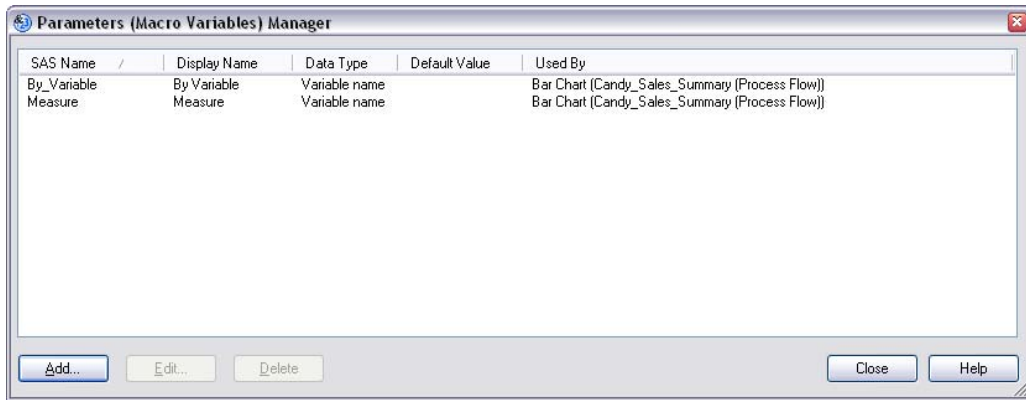 Parameters (Macro Variables) Manager
SAS Name / Display Name Data Type Default Value Used By
By_Variable By Variable Variable name Bar Chart (Candy_Sales_Summary (Process Flow))
Measure Measure Variable name Bar Chart (Candy_Sales_Summary (Process Flow))
Add... Edit... Delete Close Help